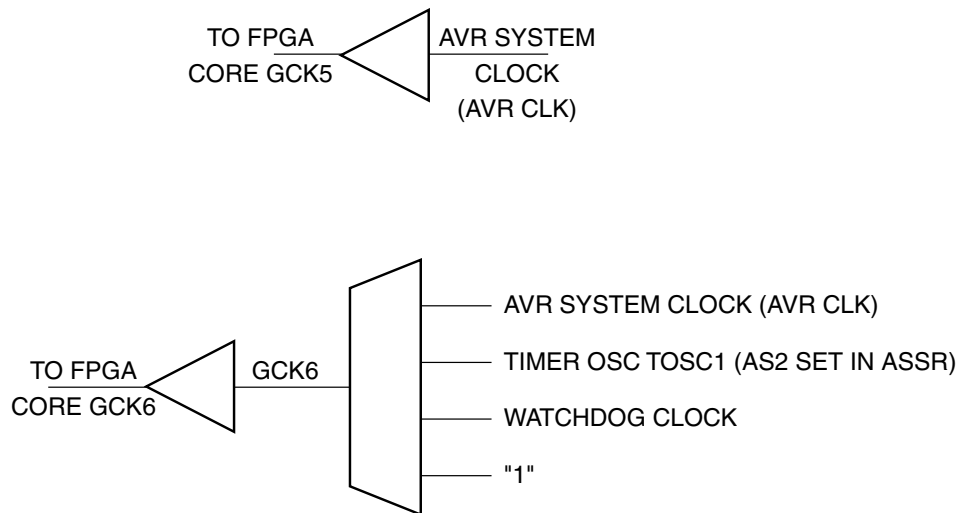 TO FPGA
CORE GCK5
AVR SYSTEM
CLOCK
(AVR CLK)
TO FPGA
CORE GCK6
GCK6
AVR SYSTEM CLOCK (AVR CLK)
TIMER OSC TOSC1 (AS2 SET IN ASSR)
WATCHDOG CLOCK
"1"